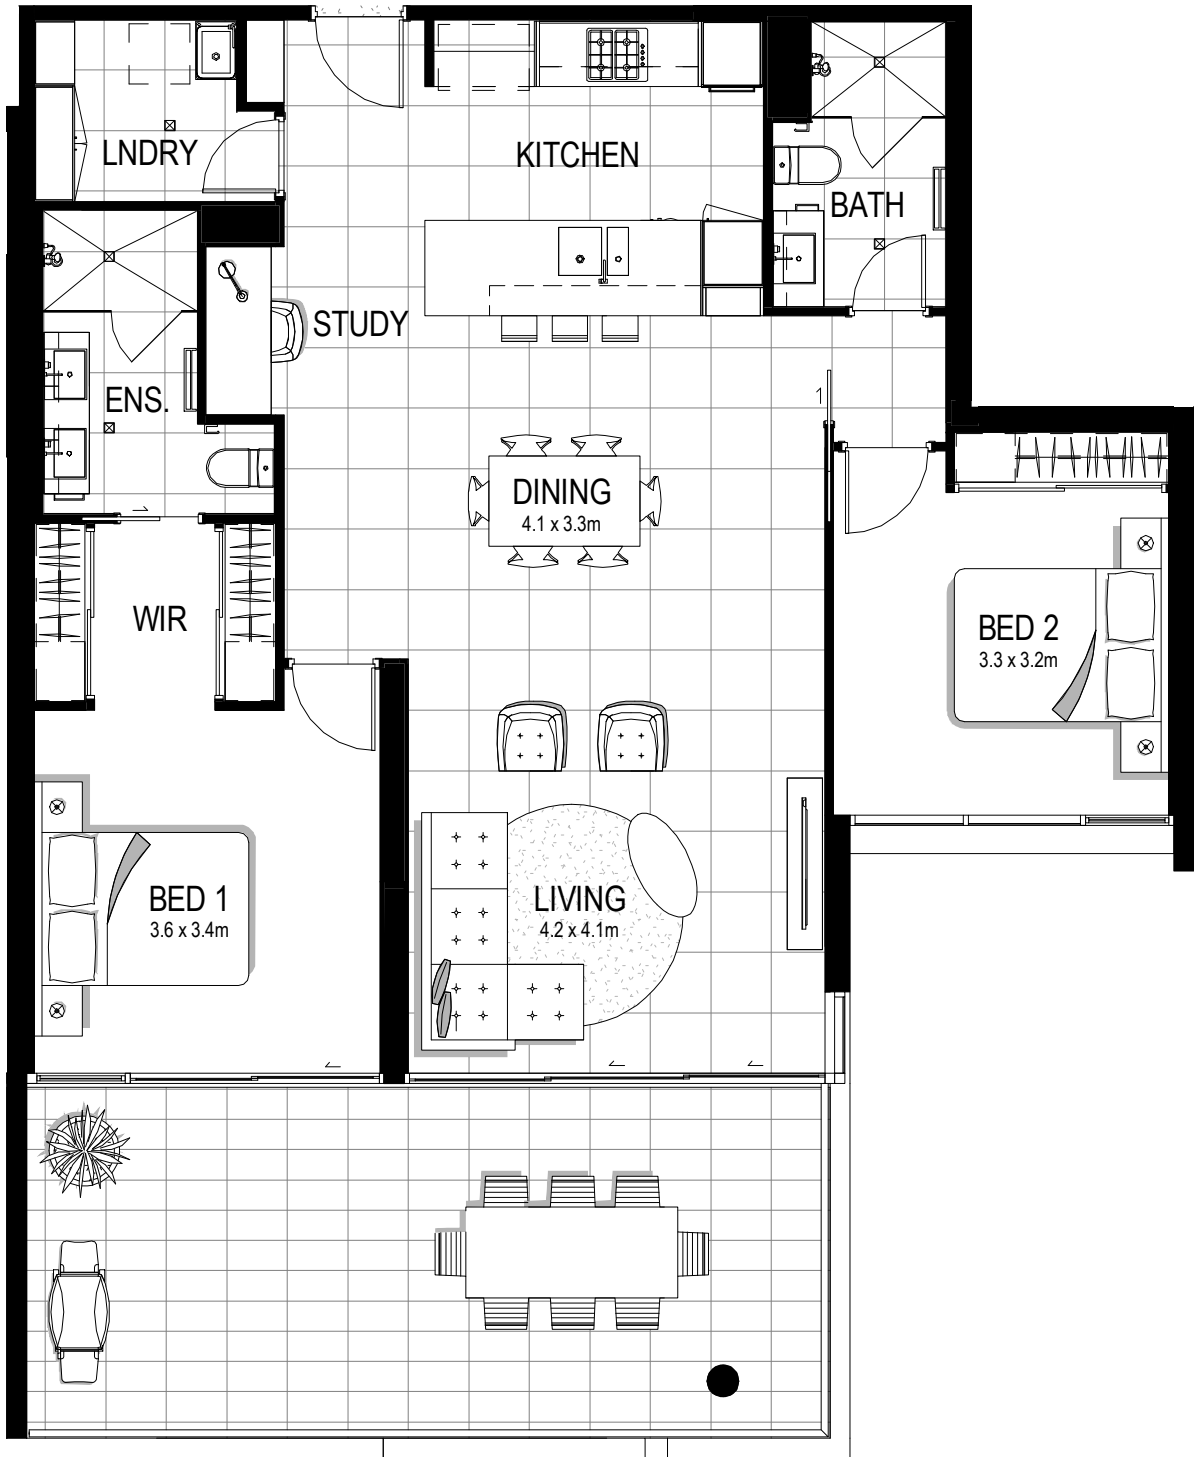 LNDRY
KITCHEN
BATH
STUDY
ENS.
DINING
4.1 x 3.3m
WIR
BED 2
3.3 x 3.2m
BED 1
3.6 x 3.4m
LIVING
4.2 x 4.1m